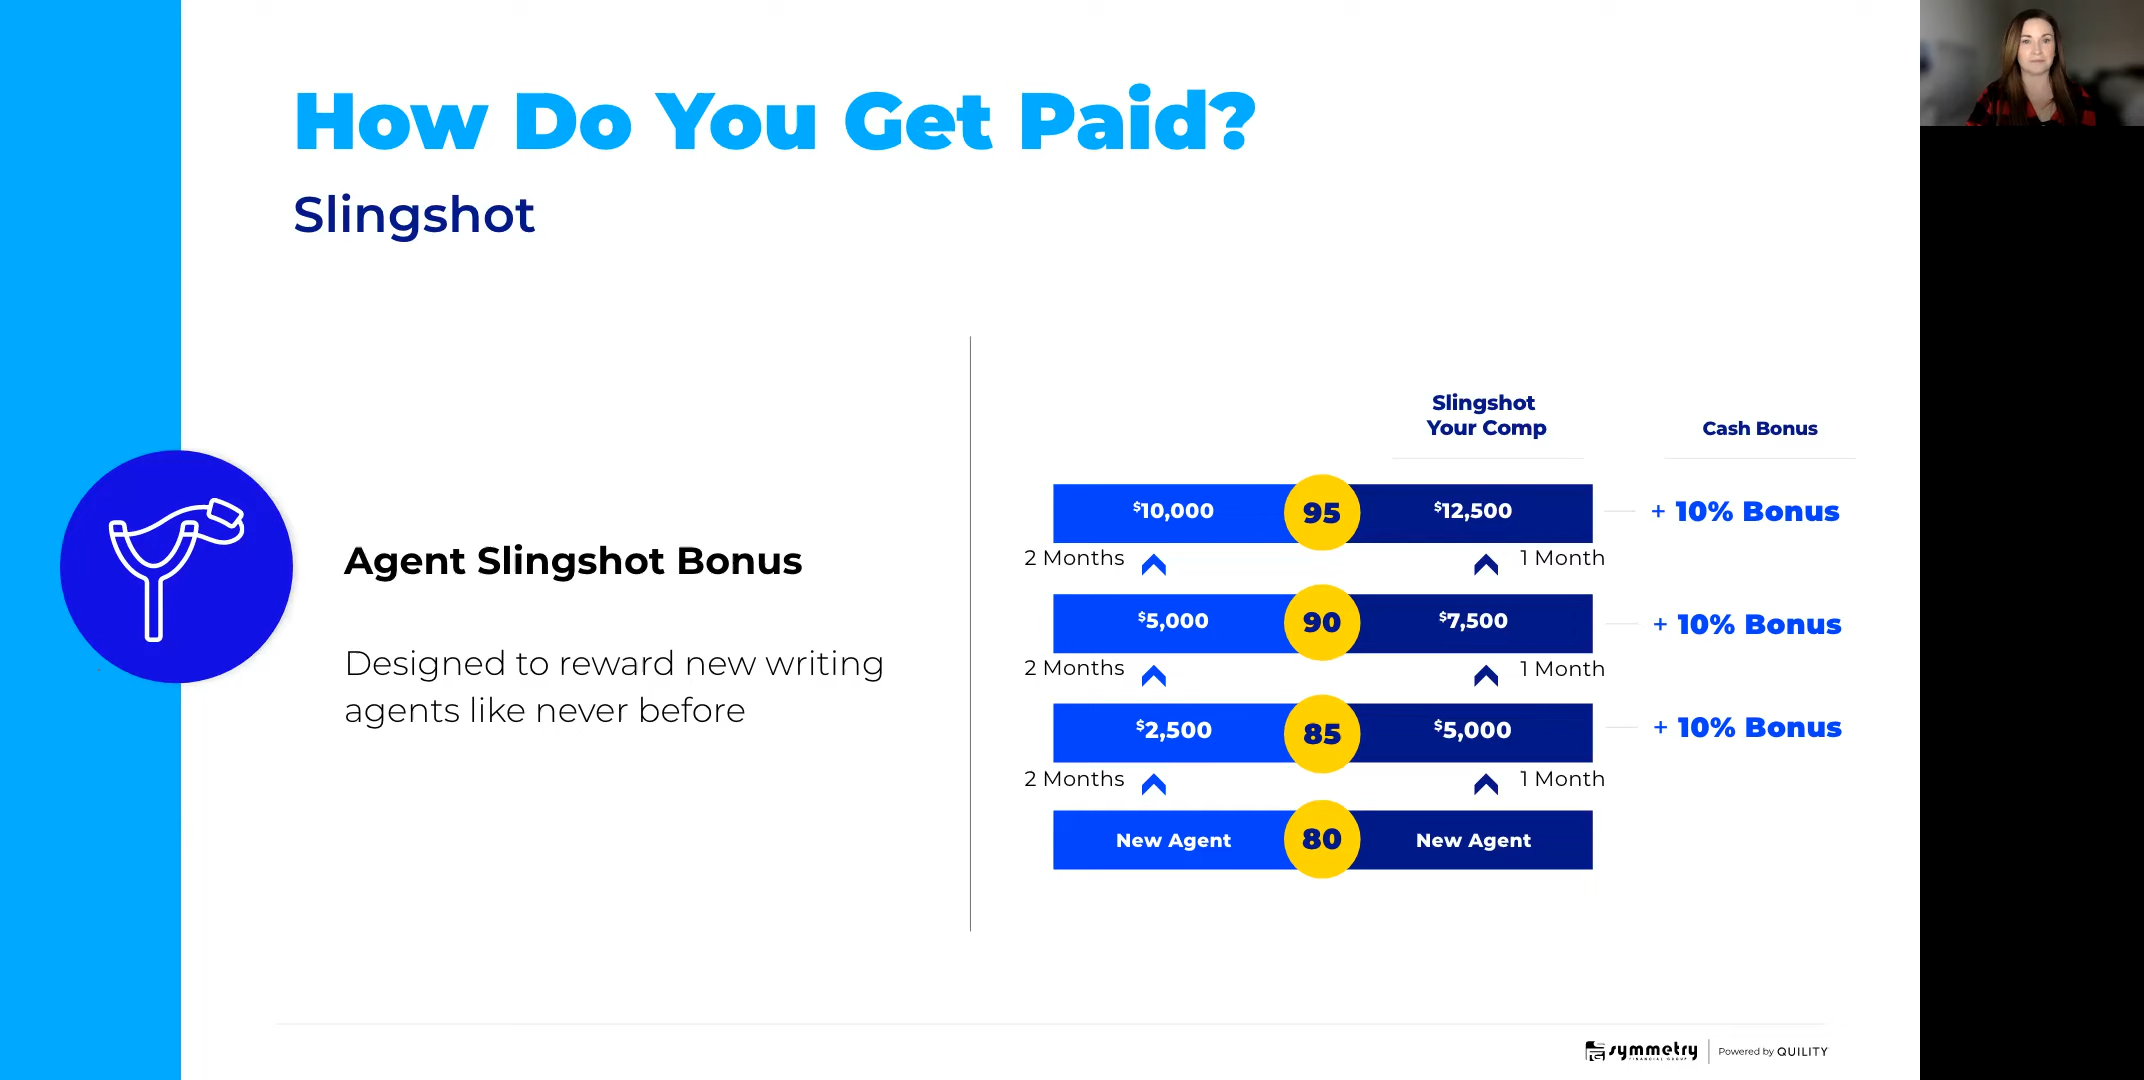 How Do You Get Paid?
Slingshot
Agent Slingshot Bonus
Designed to reward new writing
agents like never before
Slingshot
Your Comp
Cash Bonus
$10,000 95 $12,500 + 10% Bonus
2 Months 1 Month
$5,000 90 $7,500 + 10% Bonus
2 Months 1 Month
$2,500 85 $5,000 + 10% Bonus
2 Months 1 Month
New Agent 80 New Agent
symmetry
FINANCIAL GROUP
Powered by QUILITY